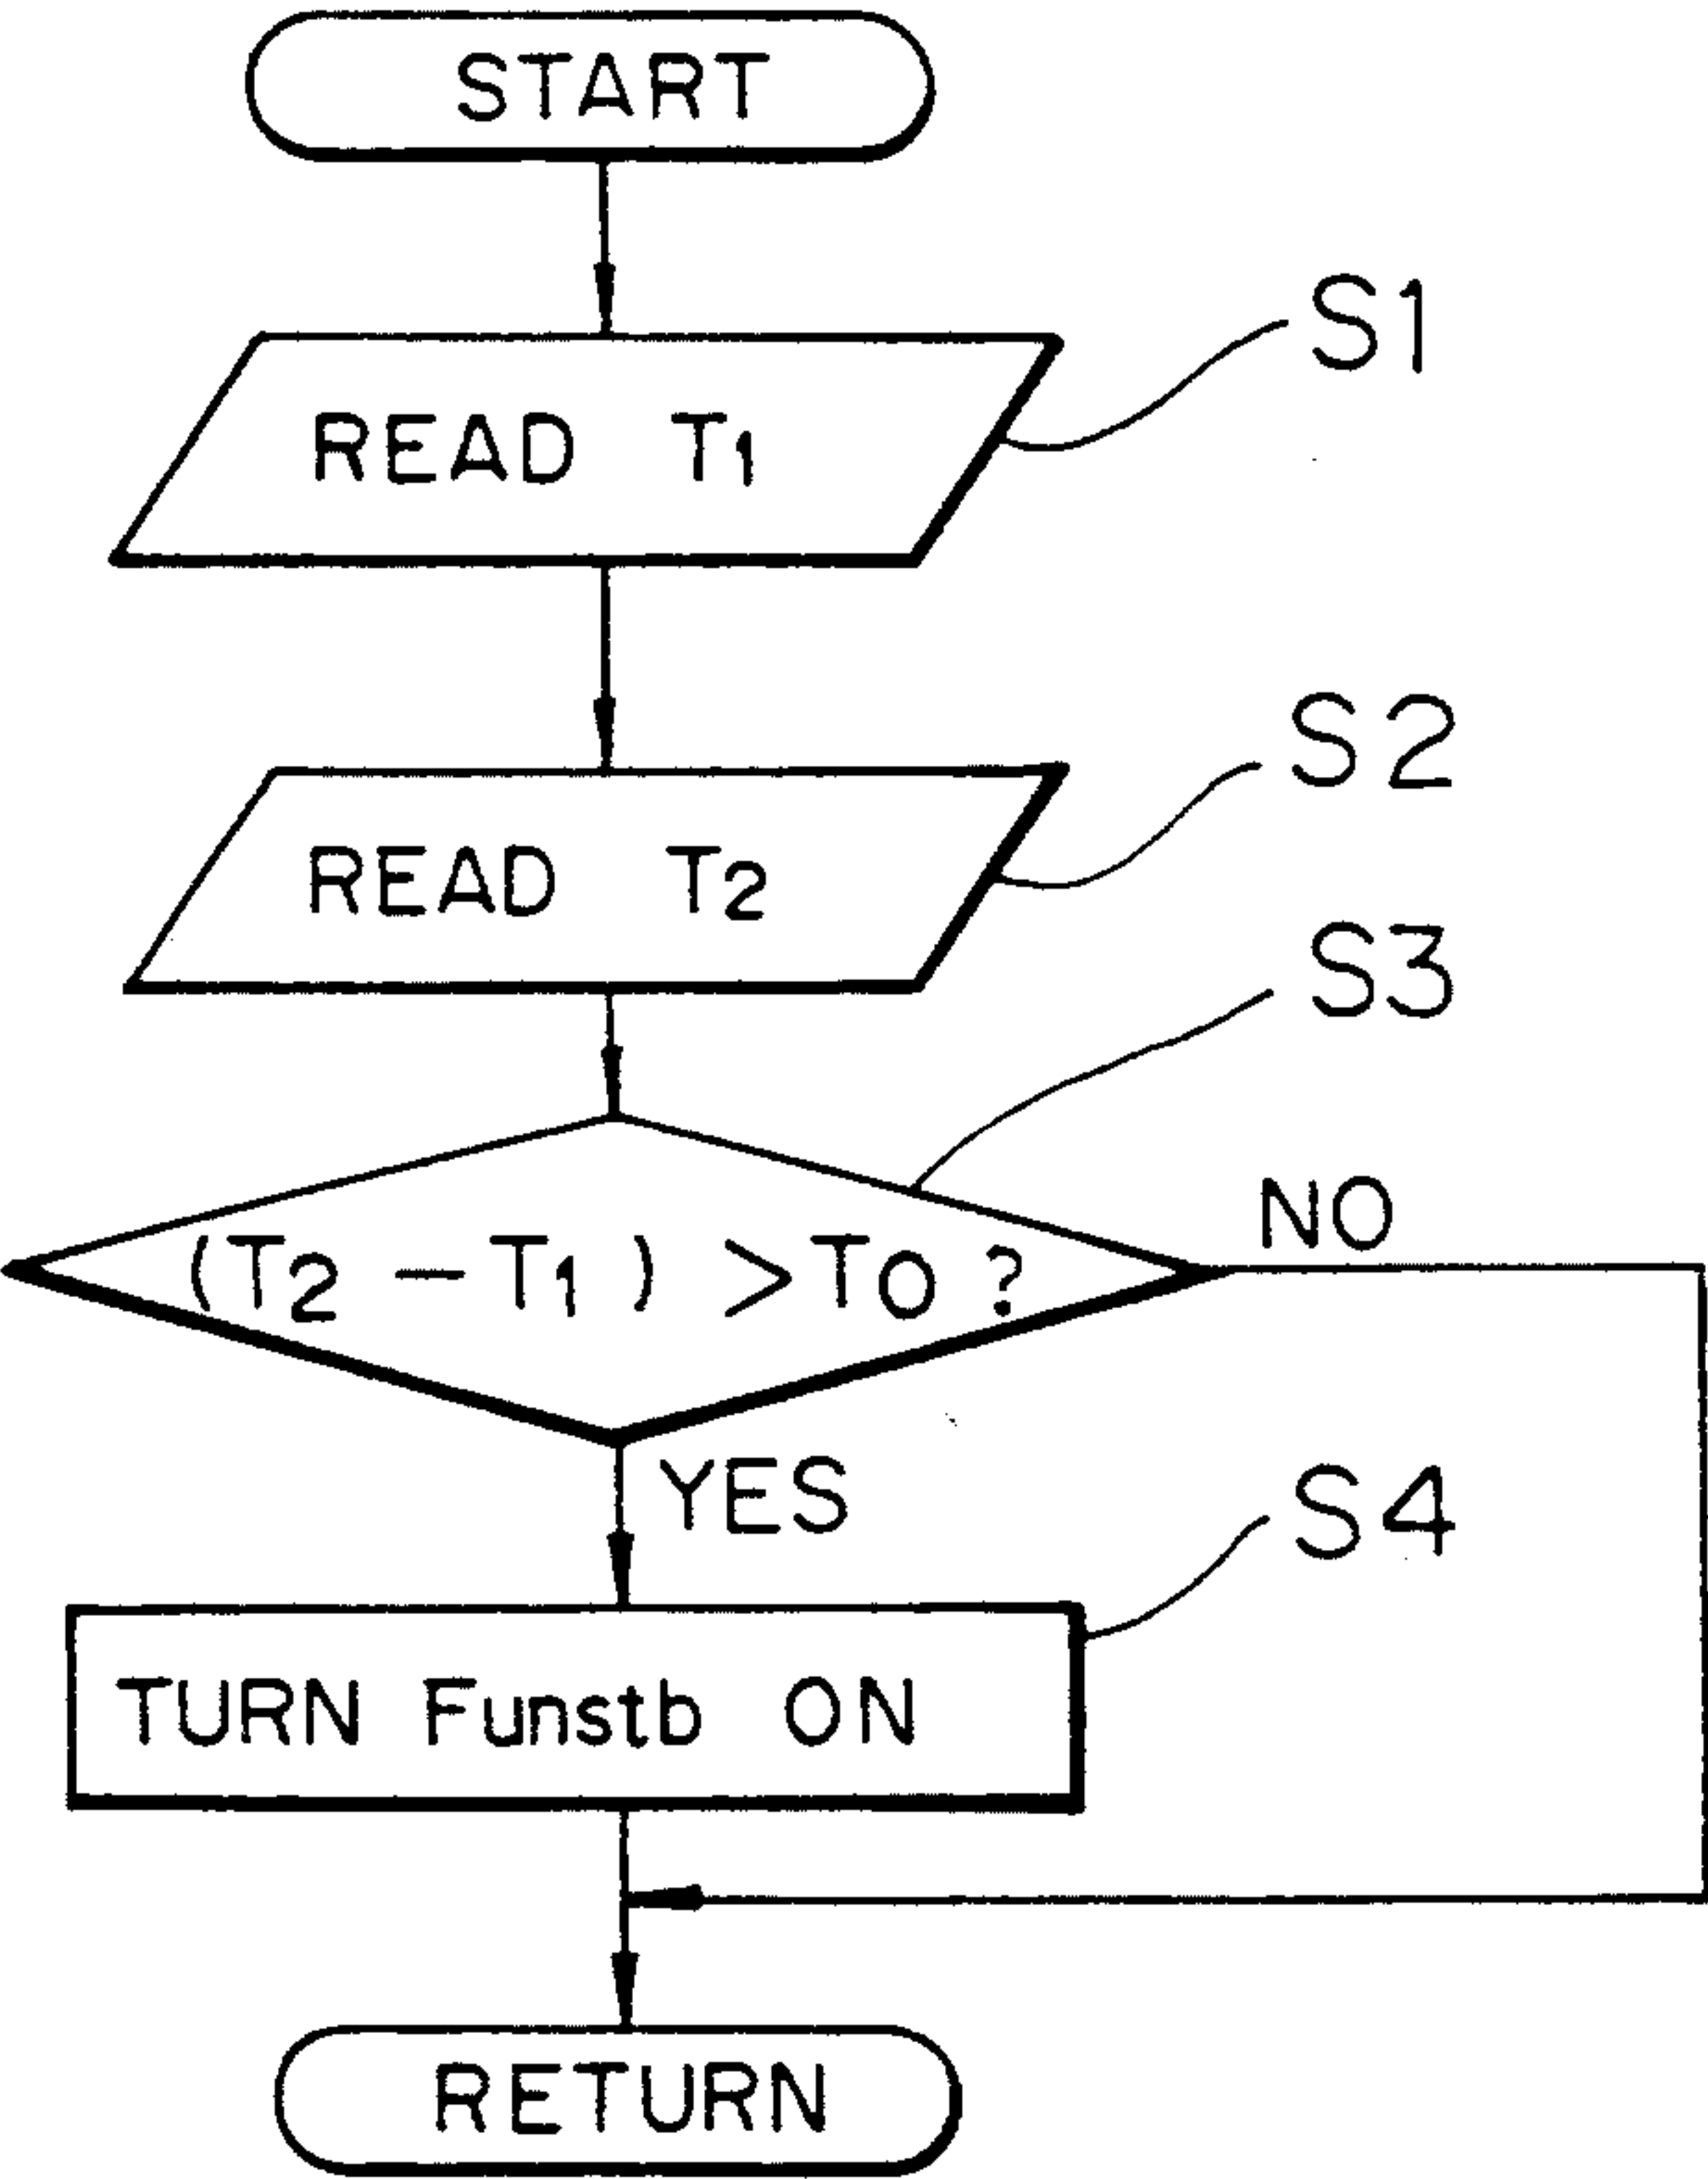 START
S1
READ T1
S2
READ T2
S3
NO
(T2 - T1) > T0 ?
YES
S4
TURN Funstb ON
RETURN